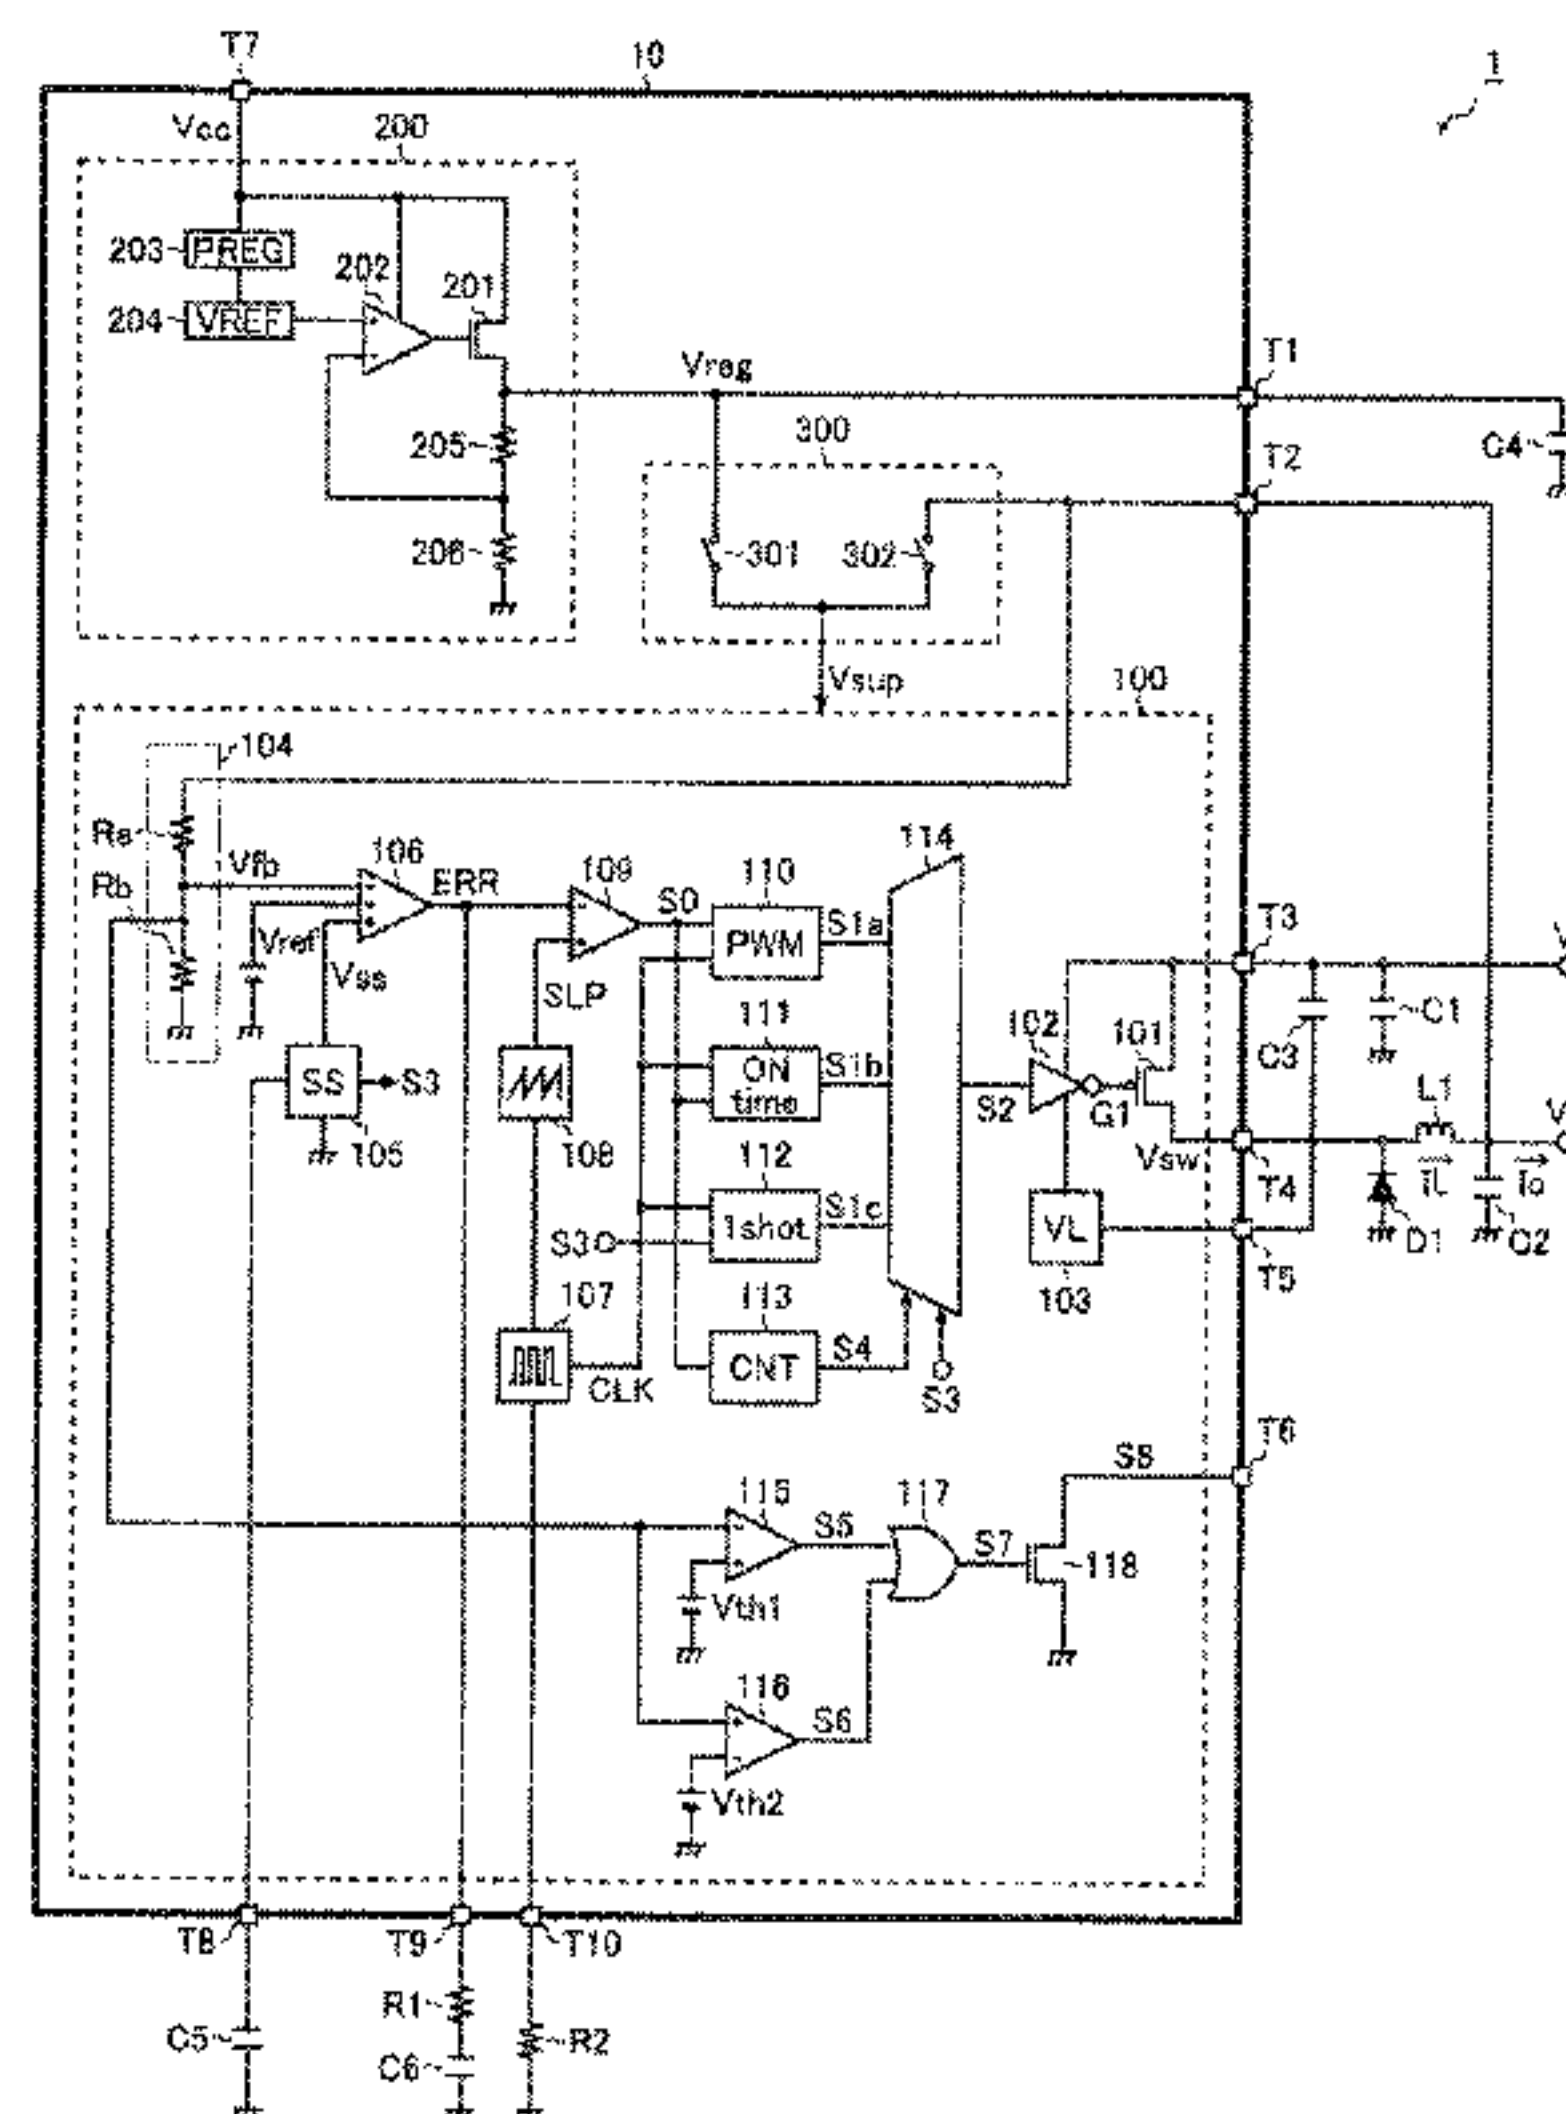 T7
10
1
Vcc
200
203
PREG
202
201
204
VREF
Vreg
T1
205
300
C4
T2
206
301
302
Vsup
100
104
Ra
Vfb
106
ERR
109
S0
110
114
Rb
Vref
Vss
PWM
S1a
T3
SLP
111
SS
S3
ON
time
S1b
102
101
C3
C1
105
108
112
S2
G1
L1
Vsw
T4
iL
Io
S3
1shot
S1c
VL
D1
C2
107
113
103
T5
CLK
CNT
S4
S3
T6
S8
115
S5
117
S7
118
Vth1
116
S6
Vth2
T8
T9
T10
R1
C5
C6
R2